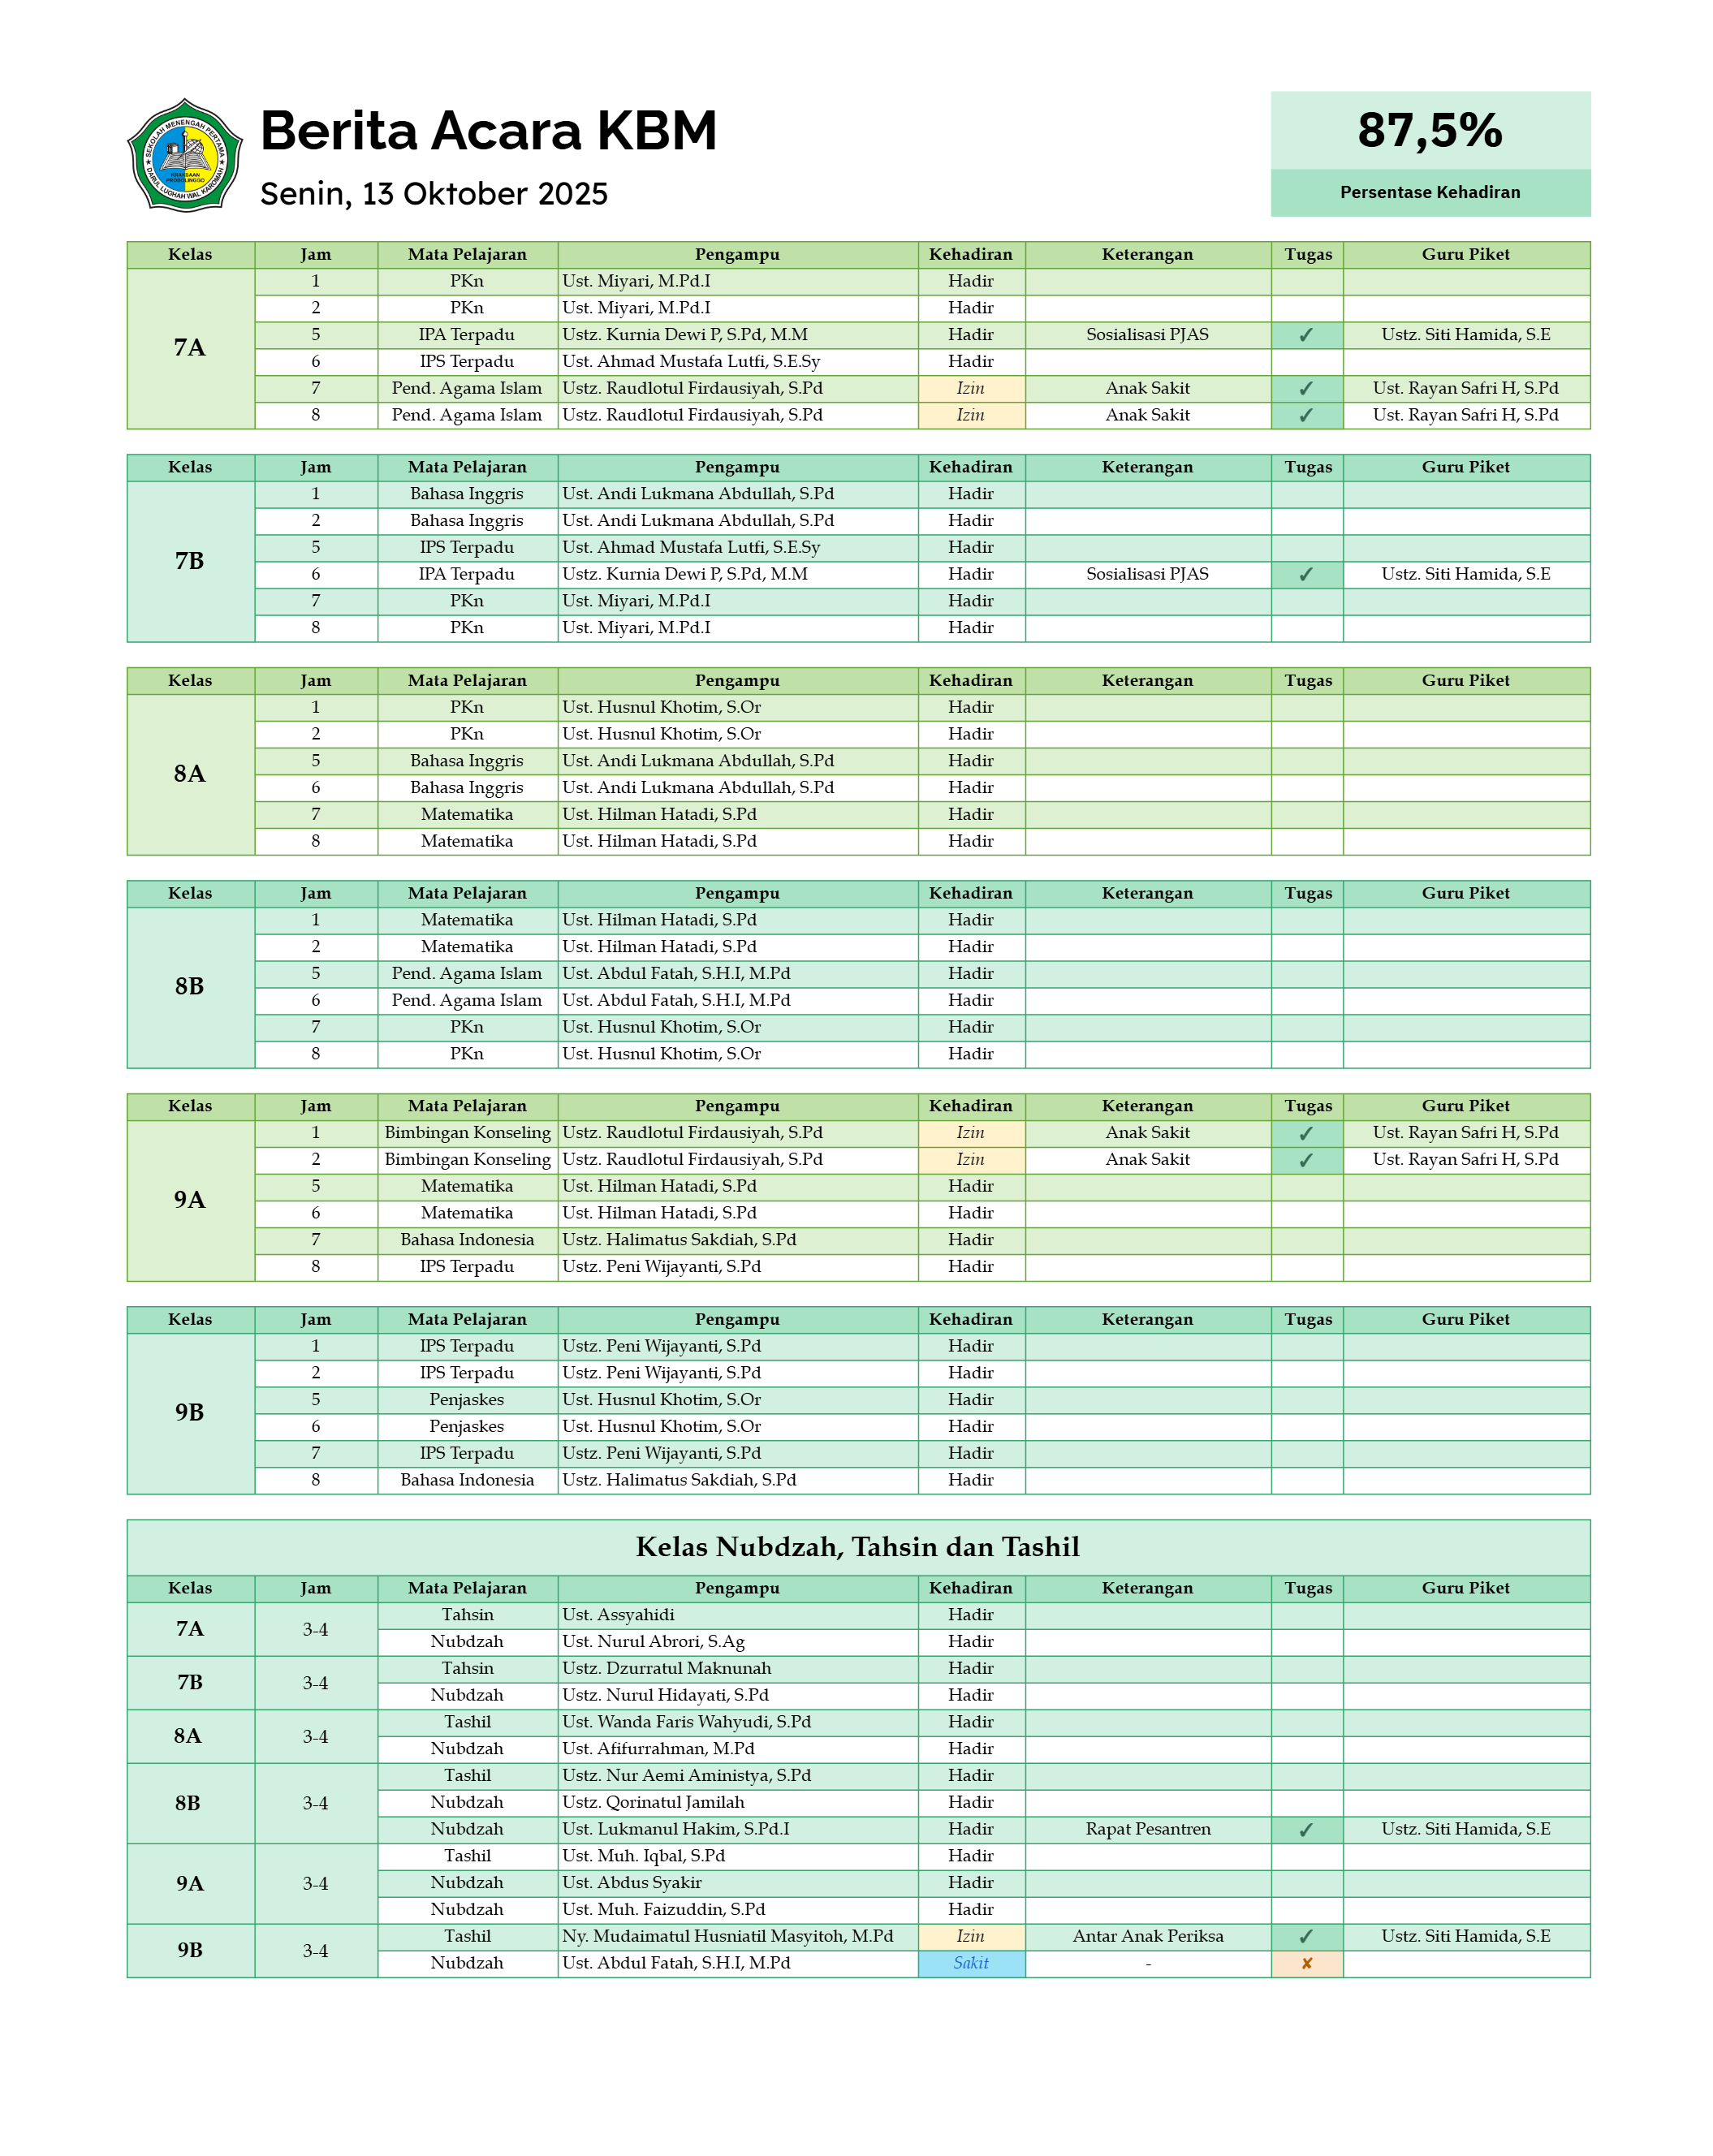 SEKOLAH MENENGAH PERTAMA
KRAKSAAN
PROBOLINGGO
DARUL LUGHAH WAL KAROMAH
Berita Acara KBM
Senin, 13 Oktober 2025
87,5%
Persentase Kehadiran
Kelas Jam Mata Pelajaran Pengampu Kehadiran Keterangan Tugas Guru Piket
7A
1 PKn Ust. Miyari, M.Pd.I Hadir
2 PKn Ust. Miyari, M.Pd.I Hadir
5 IPA Terpadu Ustz. Kurnia Dewi P, S.Pd, M.M Hadir Sosialisasi PJAS ✓ Ustz. Siti Hamida, S.E
6 IPS Terpadu Ust. Ahmad Mustafa Lutfi, S.E.Sy Hadir
7 Pend. Agama Islam Ustz. Raudlotul Firdausiyah, S.Pd Izin Anak Sakit ✓ Ust. Rayan Safri H, S.Pd
8 Pend. Agama Islam Ustz. Raudlotul Firdausiyah, S.Pd Izin Anak Sakit ✓ Ust. Rayan Safri H, S.Pd
Kelas Jam Mata Pelajaran Pengampu Kehadiran Keterangan Tugas Guru Piket
7B
1 Bahasa Inggris Ust. Andi Lukmana Abdullah, S.Pd Hadir
2 Bahasa Inggris Ust. Andi Lukmana Abdullah, S.Pd Hadir
5 IPS Terpadu Ust. Ahmad Mustafa Lutfi, S.E.Sy Hadir
6 IPA Terpadu Ustz. Kurnia Dewi P, S.Pd, M.M Hadir Sosialisasi PJAS ✓ Ustz. Siti Hamida, S.E
7 PKn Ust. Miyari, M.Pd.I Hadir
8 PKn Ust. Miyari, M.Pd.I Hadir
Kelas Jam Mata Pelajaran Pengampu Kehadiran Keterangan Tugas Guru Piket
8A
1 PKn Ust. Husnul Khotim, S.Or Hadir
2 PKn Ust. Husnul Khotim, S.Or Hadir
5 Bahasa Inggris Ust. Andi Lukmana Abdullah, S.Pd Hadir
6 Bahasa Inggris Ust. Andi Lukmana Abdullah, S.Pd Hadir
7 Matematika Ust. Hilman Hatadi, S.Pd Hadir
8 Matematika Ust. Hilman Hatadi, S.Pd Hadir
Kelas Jam Mata Pelajaran Pengampu Kehadiran Keterangan Tugas Guru Piket
8B
1 Matematika Ust. Hilman Hatadi, S.Pd Hadir
2 Matematika Ust. Hilman Hatadi, S.Pd Hadir
5 Pend. Agama Islam Ust. Abdul Fatah, S.H.I, M.Pd Hadir
6 Pend. Agama Islam Ust. Abdul Fatah, S.H.I, M.Pd Hadir
7 PKn Ust. Husnul Khotim, S.Or Hadir
8 PKn Ust. Husnul Khotim, S.Or Hadir
Kelas Jam Mata Pelajaran Pengampu Kehadiran Keterangan Tugas Guru Piket
9A
1 Bimbingan Konseling Ustz. Raudlotul Firdausiyah, S.Pd Izin Anak Sakit ✓ Ust. Rayan Safri H, S.Pd
2 Bimbingan Konseling Ustz. Raudlotul Firdausiyah, S.Pd Izin Anak Sakit ✓ Ust. Rayan Safri H, S.Pd
5 Matematika Ust. Hilman Hatadi, S.Pd Hadir
6 Matematika Ust. Hilman Hatadi, S.Pd Hadir
7 Bahasa Indonesia Ustz. Halimatus Sakdiah, S.Pd Hadir
8 IPS Terpadu Ustz. Peni Wijayanti, S.Pd Hadir
Kelas Jam Mata Pelajaran Pengampu Kehadiran Keterangan Tugas Guru Piket
9B
1 IPS Terpadu Ustz. Peni Wijayanti, S.Pd Hadir
2 IPS Terpadu Ustz. Peni Wijayanti, S.Pd Hadir
5 Penjaskes Ust. Husnul Khotim, S.Or Hadir
6 Penjaskes Ust. Husnul Khotim, S.Or Hadir
7 IPS Terpadu Ustz. Peni Wijayanti, S.Pd Hadir
8 Bahasa Indonesia Ustz. Halimatus Sakdiah, S.Pd Hadir
Kelas Nubdzah, Tahsin dan Tashil
Kelas Jam Mata Pelajaran Pengampu Kehadiran Keterangan Tugas Guru Piket
7A 3-4 Tahsin Ust. Assyahidi Hadir
Nubdzah Ust. Nurul Abrori, S.Ag Hadir
7B 3-4 Tahsin Ustz. Dzurratul Maknunah Hadir
Nubdzah Ustz. Nurul Hidayati, S.Pd Hadir
8A 3-4 Tashil Ust. Wanda Faris Wahyudi, S.Pd Hadir
Nubdzah Ust. Afifurrahman, M.Pd Hadir
8B 3-4 Tashil Ustz. Nur Aemi Aministya, S.Pd Hadir
Nubdzah Ustz. Qorinatul Jamilah Hadir
Nubdzah Ust. Lukmanul Hakim, S.Pd.I Hadir Rapat Pesantren ✓ Ustz. Siti Hamida, S.E
9A 3-4 Tashil Ust. Muh. Iqbal, S.Pd Hadir
Nubdzah Ust. Abdus Syakir Hadir
Nubdzah Ust. Muh. Faizuddin, S.Pd Hadir
9B 3-4 Tashil Ny. Mudaimatul Husniatil Masyitoh, M.Pd Izin Antar Anak Periksa ✓ Ustz. Siti Hamida, S.E
Nubdzah Ust. Abdul Fatah, S.H.I, M.Pd Sakit - ✘